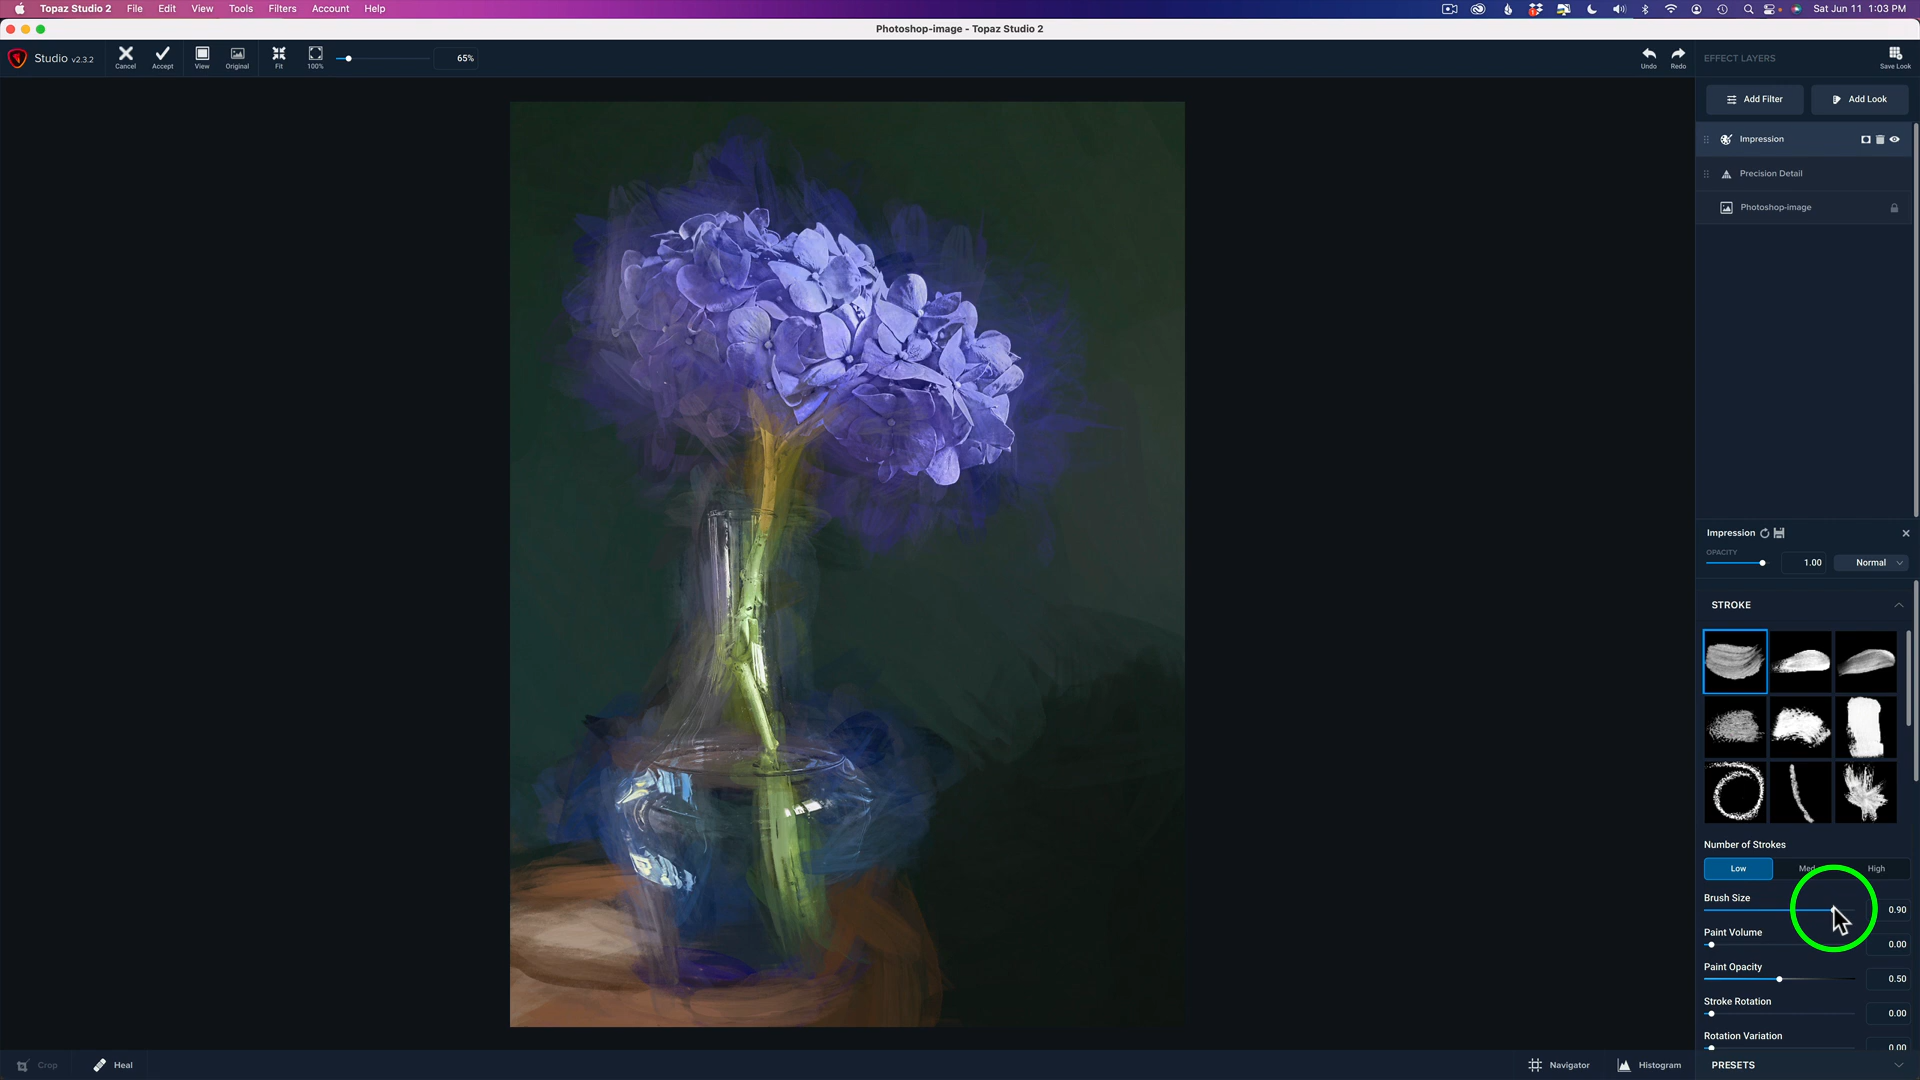 Topaz Studio 2 File Edit View Tools Filters Account Help Sat Jun 11 1:03 PM
Photoshop-image - Topaz Studio 2
Studio v2.3.2 Cancel Accept View Original Fit 100% 65% Undo Redo EFFECT LAYERS Save Look
Add Filter Add Look
Impression
Precision Detail
Photoshop-image
Impression
OPACITY
1.00 Normal
STROKE
Number of Strokes
Low Med High
Brush Size
0.90
Paint Volume
0.00
Paint Opacity
0.50
Stroke Rotation
0.00
Rotation Variation
0.00
Crop Heal Navigator Histogram PRESETS